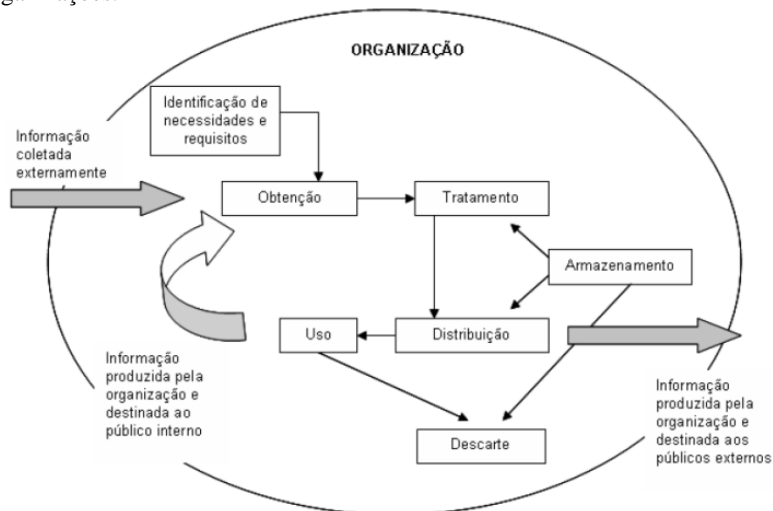 ORGANIZAÇÃO
Identificação de
necessidades e
requisitos
Informação
coletada
externamente
Obtenção
Tratamento
Armazenamento
Uso
Distribuição
Informação
produzida pela
organização e
destinada ao
público interno
Informação
produzida pela
organização e
destinada aos
públicos externos
Descarte